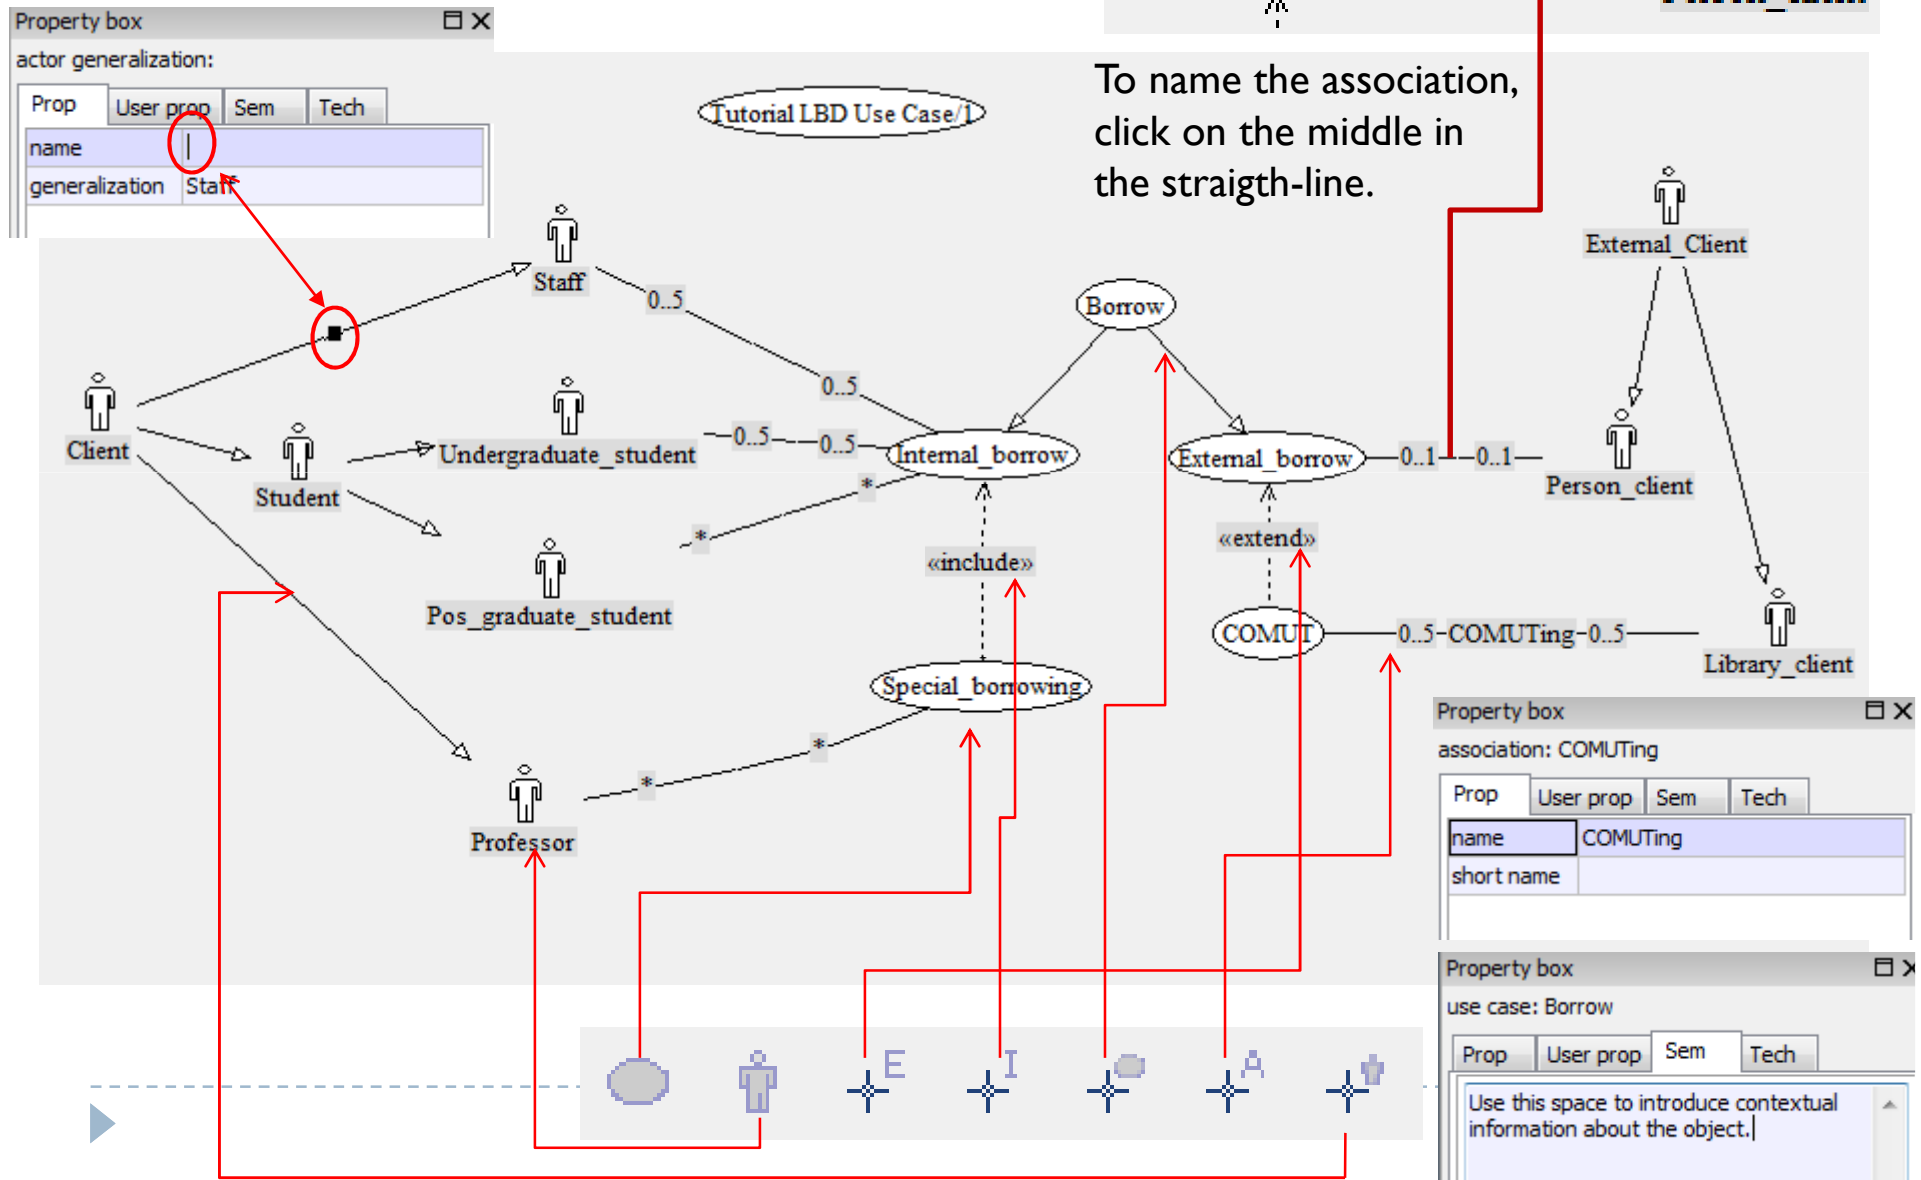 Property box
actor generalization:
Prop User prop Sem Tech
name
generalization Staff
Tutorial LBD Use Case/1
To name the association,
click on the middle in
the straigth-line.
External_Client
Staff
0..5
Borrow
0..5
Client
Undergraduate_student
0..5
0..5
Internal_borrow
External_borrow
0..1
0..1
Person_client
Student
*
*
«include»
«extend»
Pos_graduate_student
COMUT
0..5
COMUTing
0..5
Library_client
Special_borrowing
*
*
Professor
Property box
association: COMUTing
Prop User prop Sem Tech
name COMUTing
short name
Property box
use case: Borrow
Prop User prop Sem Tech
Use this space to introduce contextual
information about the object.
E
I
A